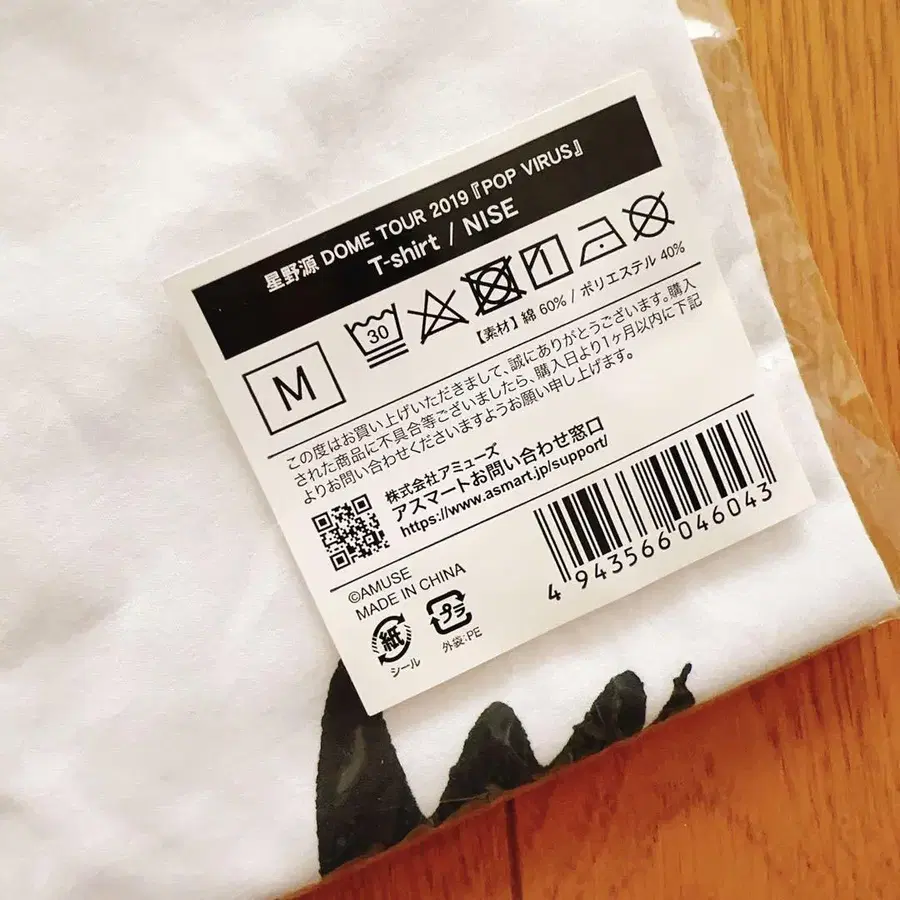 星野源 DOME TOUR 2019『POP VIRUS』
T-shirt / NISE
M
30
1
【素材】綿 60% / ポリエステル 40%
この度はお買い上げいただきまして、誠にありがとうございます。購入
された商品に不具合等ございましたら、購入日より1ヶ月以内に下記
よりお問い合わせくださいますようお願い申し上げます。
株式会社アミューズ
アスマートお問い合わせ窓口
https://www.asmart.jp/support/
4 943566 046043
©AMUSE
MADE IN CHINA
紙
シール
プラ
外袋:PE